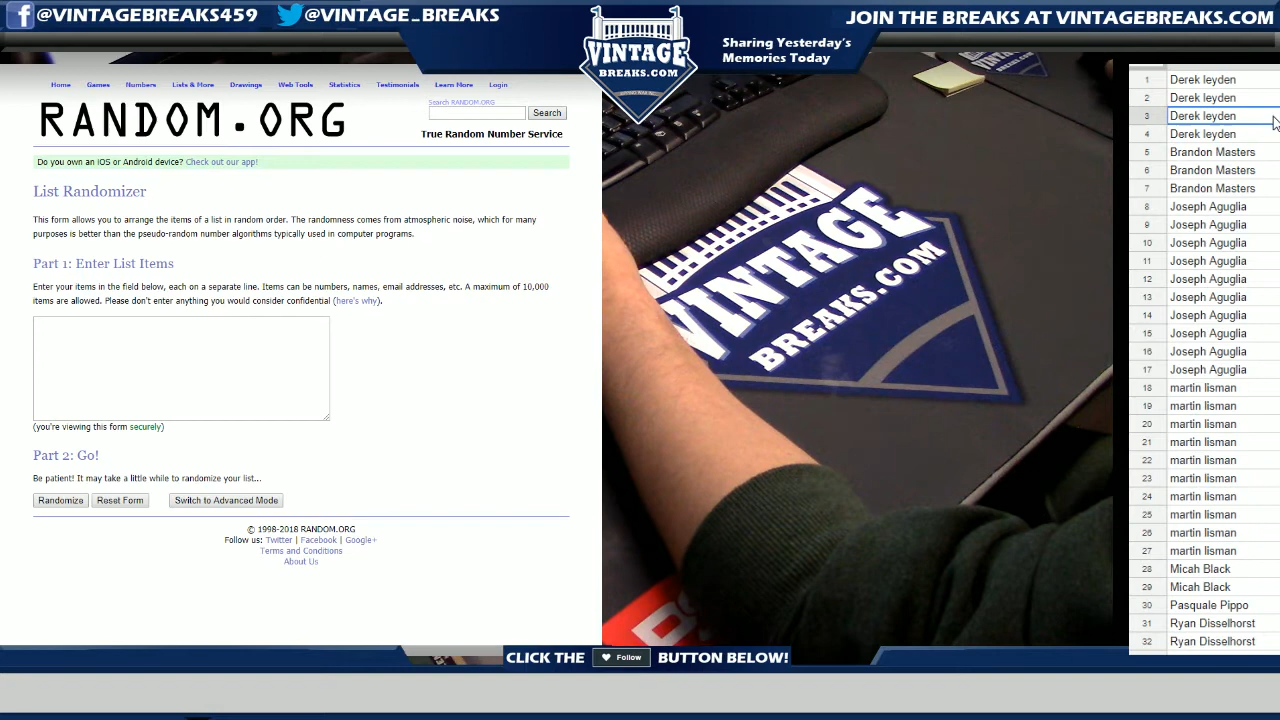 @VINTAGEBREAKS459
@VINTAGE_BREAKS
JOIN THE BREAKS AT VINTAGEBREAKS.COM
VINTAGE
BREAKS.COM
Sharing Yesterday's
Memories Today
Home Games Numbers Lists & More Drawings Web Tools Statistics Testimonials Learn More Login
RANDOM.ORG
Search RANDOM.ORG
Search
True Random Number Service
Do you own an iOS or Android device? Check out our app!
List Randomizer
This form allows you to arrange the items of a list in random order. The randomness comes from atmospheric noise, which for many
purposes is better than the pseudo-random number algorithms typically used in computer programs.
Part 1: Enter List Items
Enter your items in the field below, each on a separate line. Items can be numbers, names, email addresses, etc. A maximum of 10,000
items are allowed. Please don't enter anything you would consider confidential (here's why).
(you're viewing this form securely)
Part 2: Go!
Be patient! It may take a little while to randomize your list...
Randomize Reset Form Switch to Advanced Mode
© 1998-2018 RANDOM.ORG
Follow us: Twitter | Facebook | Google+
Terms and Conditions
About Us
VINTAGE
BREAKS.COM
1 Derek leyden
2 Derek leyden
3 Derek leyden
4 Derek leyden
5 Brandon Masters
6 Brandon Masters
7 Brandon Masters
8 Joseph Aguglia
9 Joseph Aguglia
10 Joseph Aguglia
11 Joseph Aguglia
12 Joseph Aguglia
13 Joseph Aguglia
14 Joseph Aguglia
15 Joseph Aguglia
16 Joseph Aguglia
17 Joseph Aguglia
18 martin lisman
19 martin lisman
20 martin lisman
21 martin lisman
22 martin lisman
23 martin lisman
24 martin lisman
25 martin lisman
26 martin lisman
27 martin lisman
28 Micah Black
29 Micah Black
30 Pasquale Pippo
31 Ryan Disselhorst
32 Ryan Disselhorst
CLICK THE Follow BUTTON BELOW!